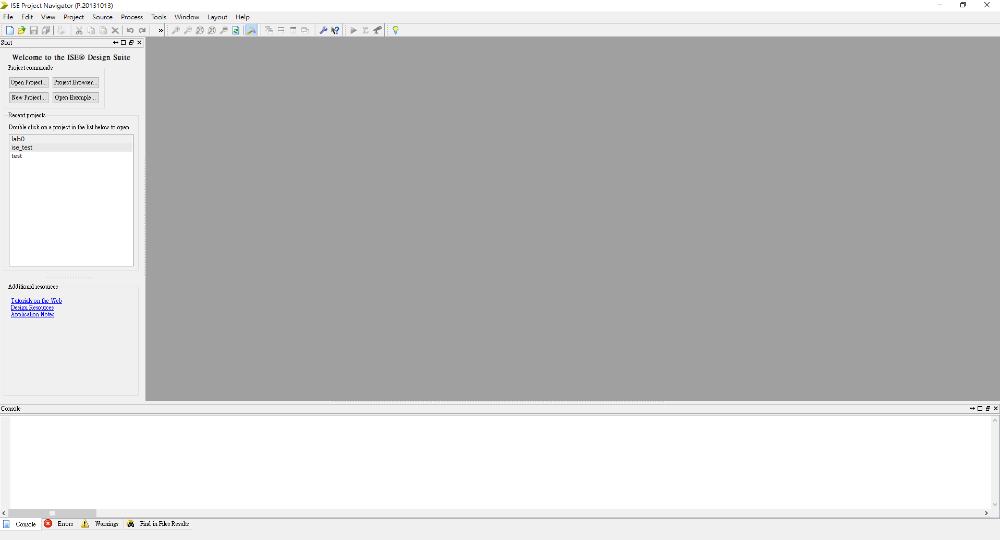 ISE Project Navigator (P.20131013)
File Edit View Project Source Process Tools Window Layout Help
Start
Welcome to the ISE® Design Suite
Project commands
Open Project... Project Browser...
New Project... Open Example...
Recent projects
Double click on a project in the list below to open
lab0
ise_test
test
Additional resources
Tutorials on the Web
Design Resources
Application Notes
Console
Console Errors Warnings Find in Files Results